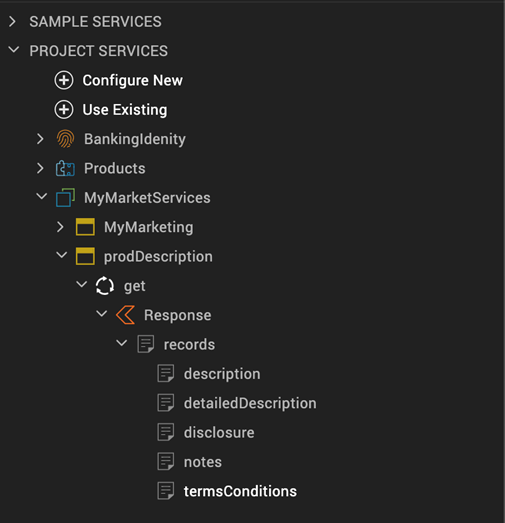 SAMPLE SERVICES
PROJECT SERVICES
Configure New
Use Existing
BankingIdenity
Products
MyMarketServices
MyMarketing
prodDescription
get
Response
records
description
detailedDescription
disclosure
notes
termsConditions